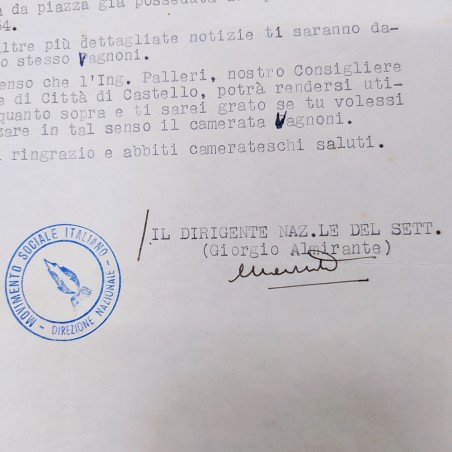 da piazza già posseduta
4.
ltre più dettagliate notizie ti saranno da-
o stesso Vagnoni.
enso che l'Ing. Palleri, nostro Consigliere
e di Città di Castello, potrà rendersi uti-
quanto sopra e ti sarei grato se tu volessi
zare in tal senso il camerata Vagnoni.
ringrazio e abbiti camerateschi saluti.
IL DIRIGENTE NAZ.LE DEL SETT.
(Giorgio Almirante)
MOVIMENTO SOCIALE ITALIANO
- DIREZIONE NAZIONALE -